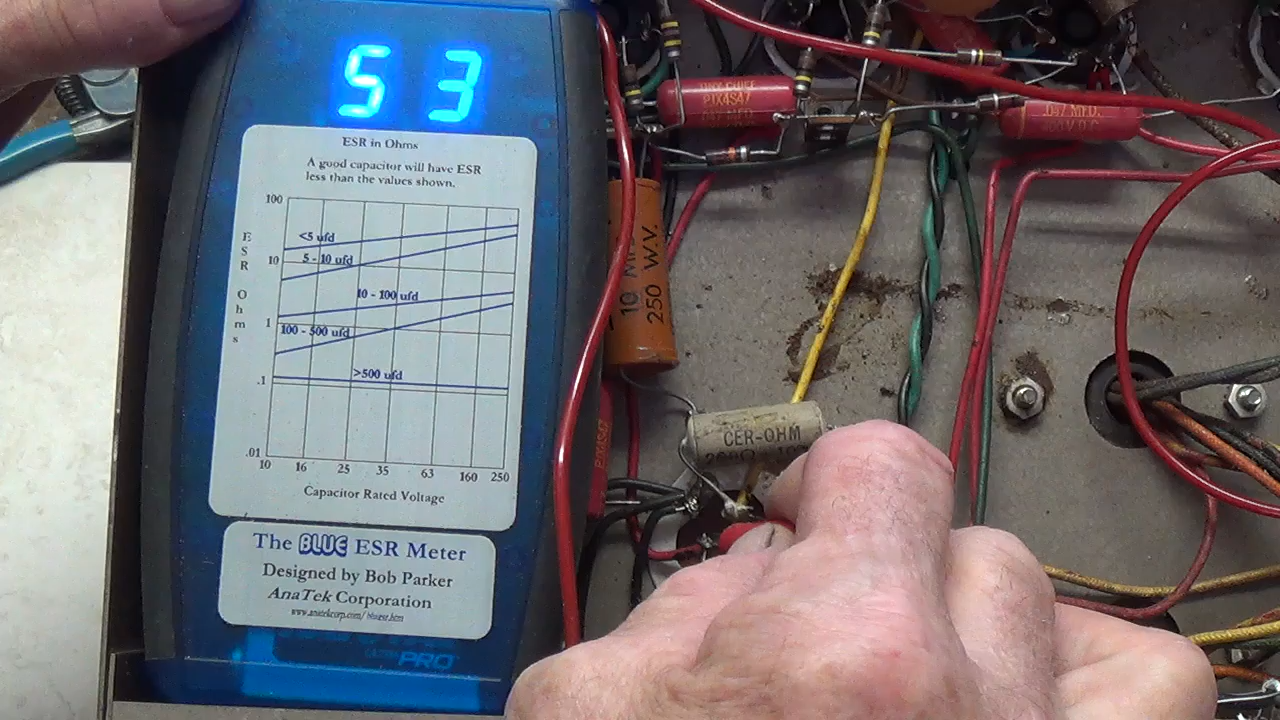 53
ESR in Ohms
A good capacitor will have ESR
less than the values shown.
100
10
1
.1
.01
ESR Ohms
<5 ufd
5 - 10 ufd
10 - 100 ufd
100 - 500 ufd
>500 ufd
10 16 25 35 63 160 250
Capacitor Rated Voltage
The BLUE ESR Meter
Designed by Bob Parker
AnaTek Corporation
PRO
PJX4S47
.047 MFD.
.047 MFD.
10
250 W.V.
CER-OHM